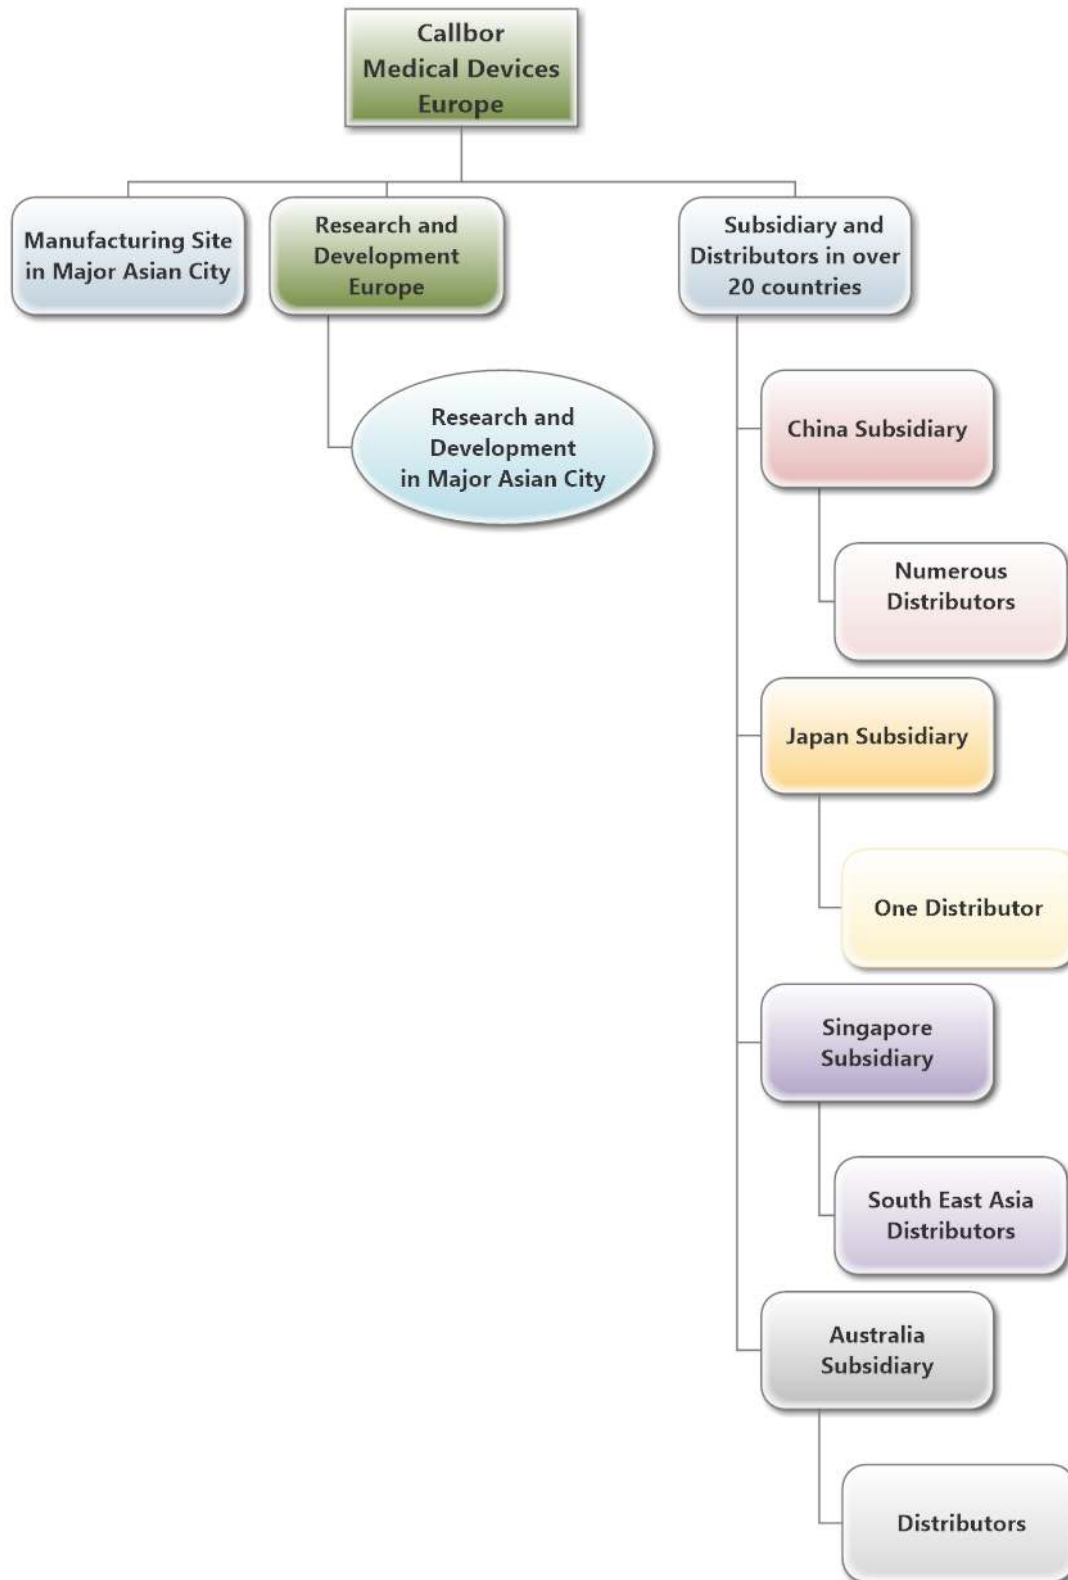 Callbor
Medical Devices
Europe
Manufacturing Site
in Major Asian City
Research and
Development
Europe
Subsidiary and
Distributors in over
20 countries
Research and
Development
in Major Asian City
China Subsidiary
Numerous
Distributors
Japan Subsidiary
One Distributor
Singapore
Subsidiary
South East Asia
Distributors
Australia
Subsidiary
Distributors